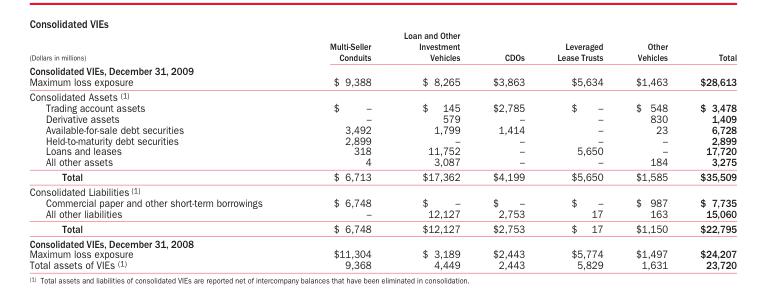 Consolidated VIEs
Loan and Other
Multi-Seller Investment Leveraged Other
(Dollars in millions) Conduits Vehicles CDOs Lease Trusts Vehicles Total
Consolidated VIEs, December 31, 2009
Maximum loss exposure $ 9,388 $ 8,265 $3,863 $5,634 $1,463 $28,613
Consolidated Assets (1)
Trading account assets $ – $ 145 $2,785 $ – $ 548 $ 3,478
Derivative assets – 579 – – 830 1,409
Available-for-sale debt securities 3,492 1,799 1,414 – 23 6,728
Held-to-maturity debt securities 2,899 – – – – 2,899
Loans and leases 318 11,752 – 5,650 – 17,720
All other assets 4 3,087 – – 184 3,275
Total $ 6,713 $17,362 $4,199 $5,650 $1,585 $35,509
Consolidated Liabilities (1)
Commercial paper and other short-term borrowings $ 6,748 $ – $ – $ – $ 987 $ 7,735
All other liabilities – 12,127 2,753 17 163 15,060
Total $ 6,748 $12,127 $2,753 $ 17 $1,150 $22,795
Consolidated VIEs, December 31, 2008
Maximum loss exposure $11,304 $ 3,189 $2,443 $5,774 $1,497 $24,207
Total assets of VIEs (1) 9,368 4,449 2,443 5,829 1,631 23,720
(1) Total assets and liabilities of consolidated VIEs are reported net of intercompany balances that have been eliminated in consolidation.